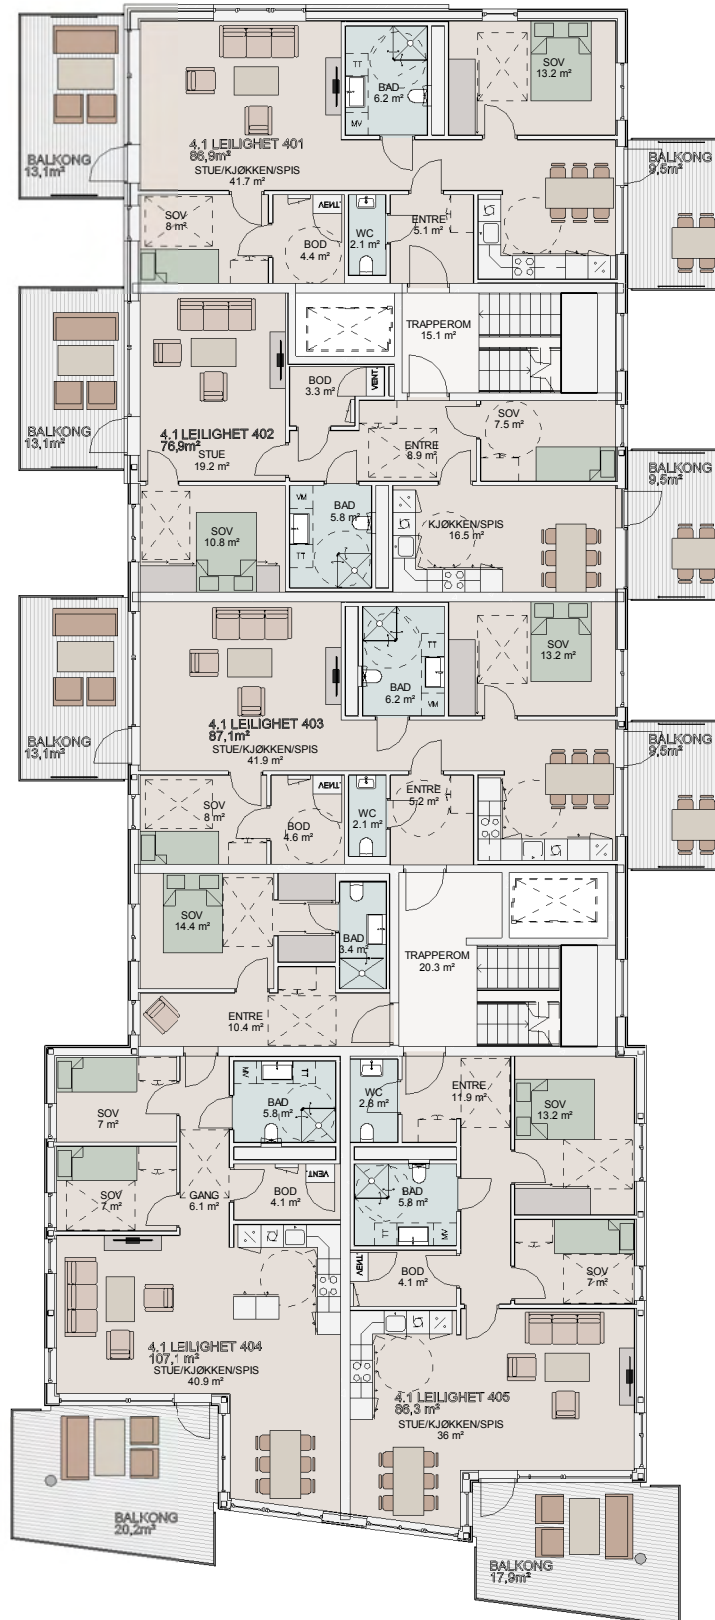 SOV
13.2 m²
TT
BAD
6.2 m²
MV
4.1 LEILIGHET 401
86,9m²
STUE/KJØKKEN/SPIS
41.7 m²
BALKONG
13,1m²
BALKONG
9,5m²
SOV
8 m²
VENT.
BOD
4.4 m²
WC
2.1 m²
ENTRE
5.1 m²
TRAPPEROM
15.1 m²
BOD
3.3 m²
VENT.
BALKONG
13,1m²
4.1 LEILIGHET 402
76,9m²
STUE
19.2 m²
SOV
7.5 m²
ENTRE
8.9 m²
BALKONG
9,5m²
VM
BAD
5.8 m²
TT
SOV
10.8 m²
KJØKKEN/SPIS
16.5 m²
SOV
13.2 m²
TT
BAD
6.2 m²
VM
4.1 LEILIGHET 403
87,1m²
STUE/KJØKKEN/SPIS
41.9 m²
BALKONG
13,1m²
BALKONG
9,5m²
SOV
8 m²
VENT.
BOD
4.6 m²
WC
2.1 m²
ENTRE
5.2 m²
SOV
14.4 m²
BAD
3.4 m²
TRAPPEROM
20.3 m²
ENTRE
10.4 m²
MV
TT
BAD
5.8 m²
WC
2.8 m²
ENTRE
11.9 m²
SOV
13.2 m²
SOV
7 m²
SOV
7 m²
GANG
6.1 m²
BOD
4.1 m²
VENT.
BAD
5.8 m²
TT
MV
VENT.
BOD
4.1 m²
SOV
7 m²
4.1 LEILIGHET 404
107,1 m²
STUE/KJØKKEN/SPIS
40.9 m²
4.1 LEILIGHET 405
86,3 m²
STUE/KJØKKEN/SPIS
36 m²
BALKONG
20,2m²
BALKONG
17,9m²